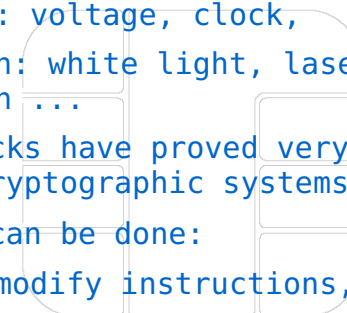 : voltage, clock,
: white light, lase
...
cks have proved very
ryptographic systems
can be done:
modify instructions,